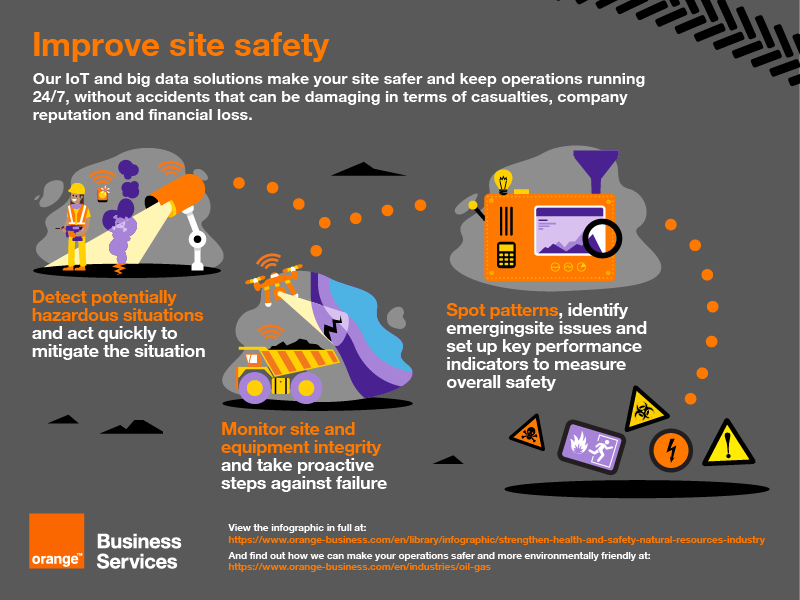 Improve site safety
Our IoT and big data solutions make your site safer and keep operations running
24/7, without accidents that can be damaging in terms of casualties, company
reputation and financial loss.
Detect potentially
hazardous situations
and act quickly to
mitigate the situation
Monitor site and
equipment integrity
and take proactive
steps against failure
Spot patterns, identify
emergingsite issues and
set up key performance
indicators to measure
overall safety
orange™
Business
Services
View the infographic in full at:
https://www.orange-business.com/en/library/infographic/strengthen-health-and-safety-natural-resources-industry
And find out how we can make your operations safer and more environmentally friendly at:
https://www.orange-business.com/en/industries/oil-gas